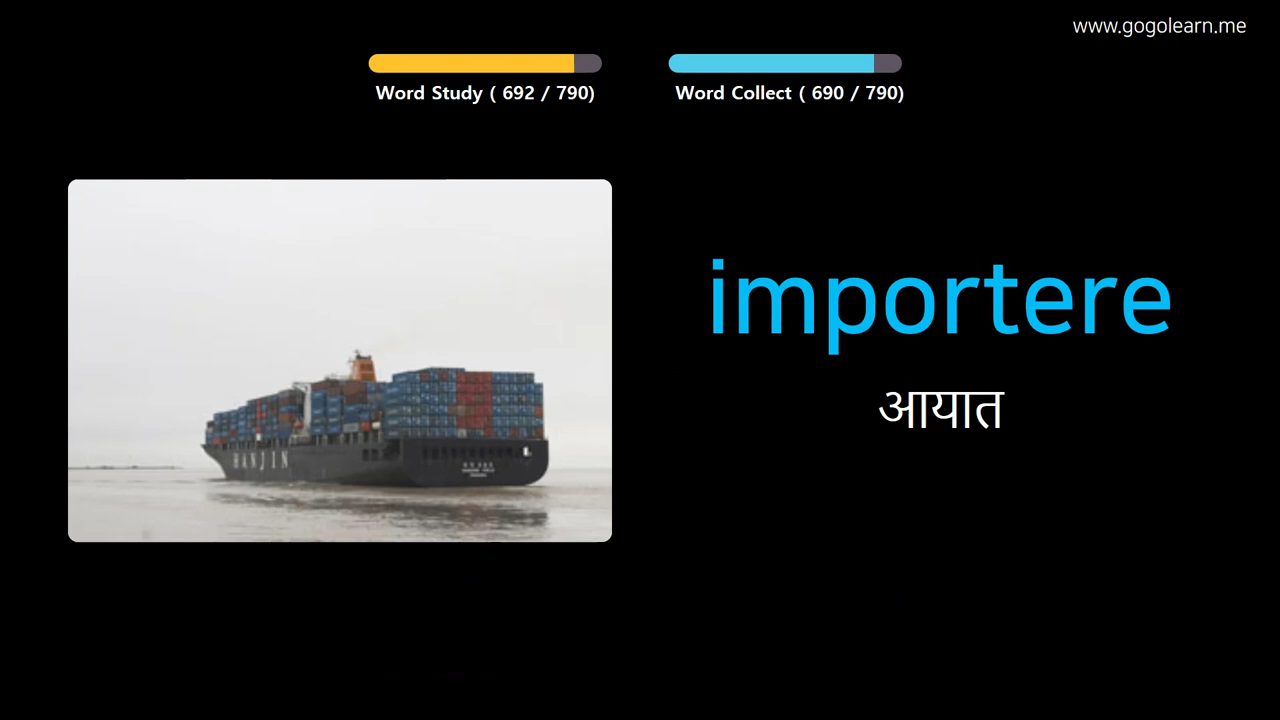 www.gogolearn.me
Word Study ( 692 / 790)
Word Collect ( 690 / 790)
importere
आयात
HANJIN